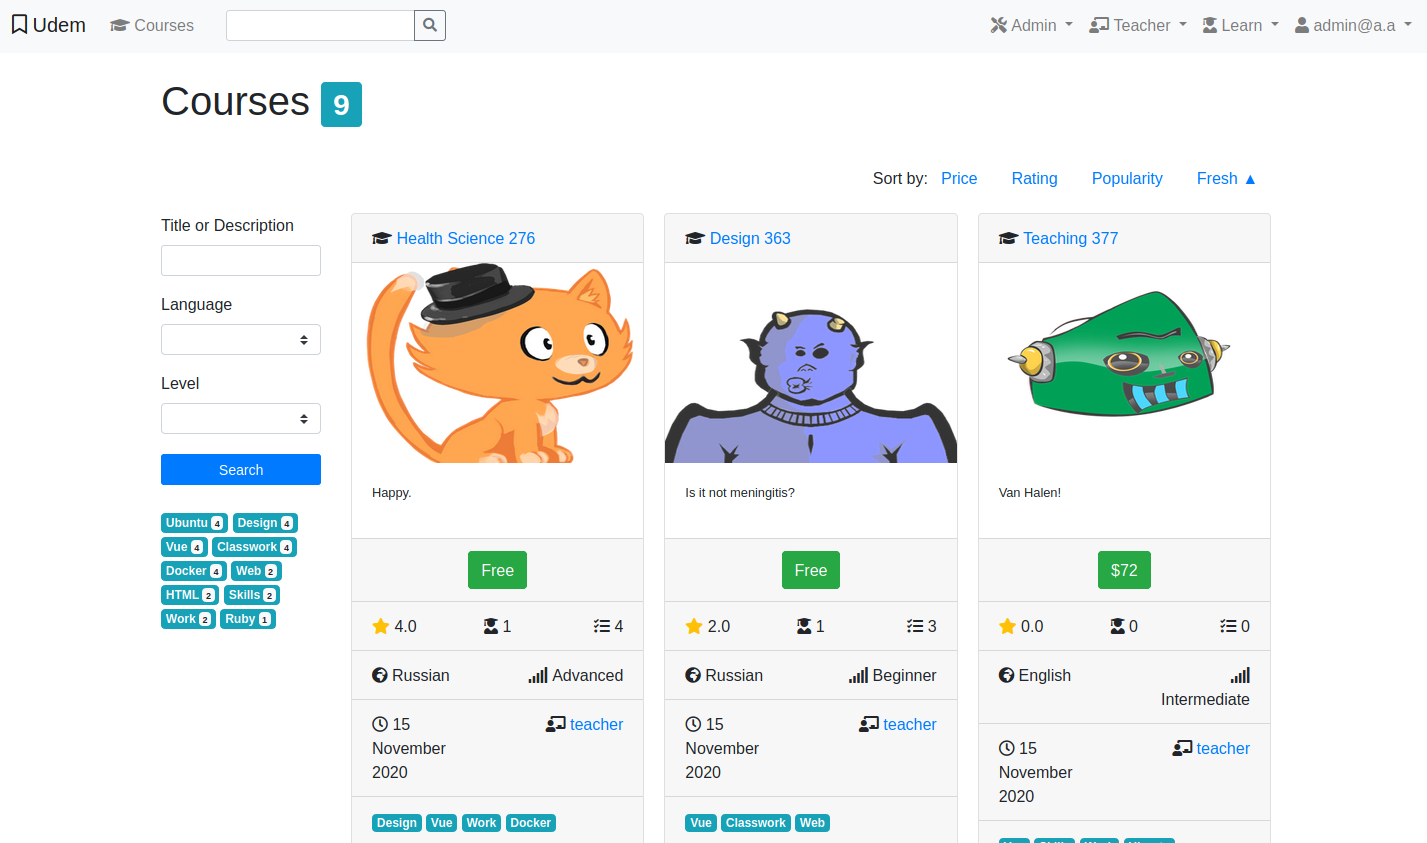 Udem Courses Admin Teacher Learn admin@a.a
Courses 9
Sort by: Price Rating Popularity Fresh ▲
Title or Description
Language
Level
Search
Ubuntu 4 Design 4
Vue 4 Classwork 4
Docker 4 Web 2
HTML 2 Skills 2
Work 2 Ruby 1
Health Science 276
Happy.
Free
4.0 1 4
Russian Advanced
15 November 2020 teacher
Design Vue Work Docker
Design 363
Is it not meningitis?
Free
2.0 1 3
Russian Beginner
15 November 2020 teacher
Vue Classwork Web
Teaching 377
Van Halen!
$72
0.0 0 0
English Intermediate
15 November 2020 teacher